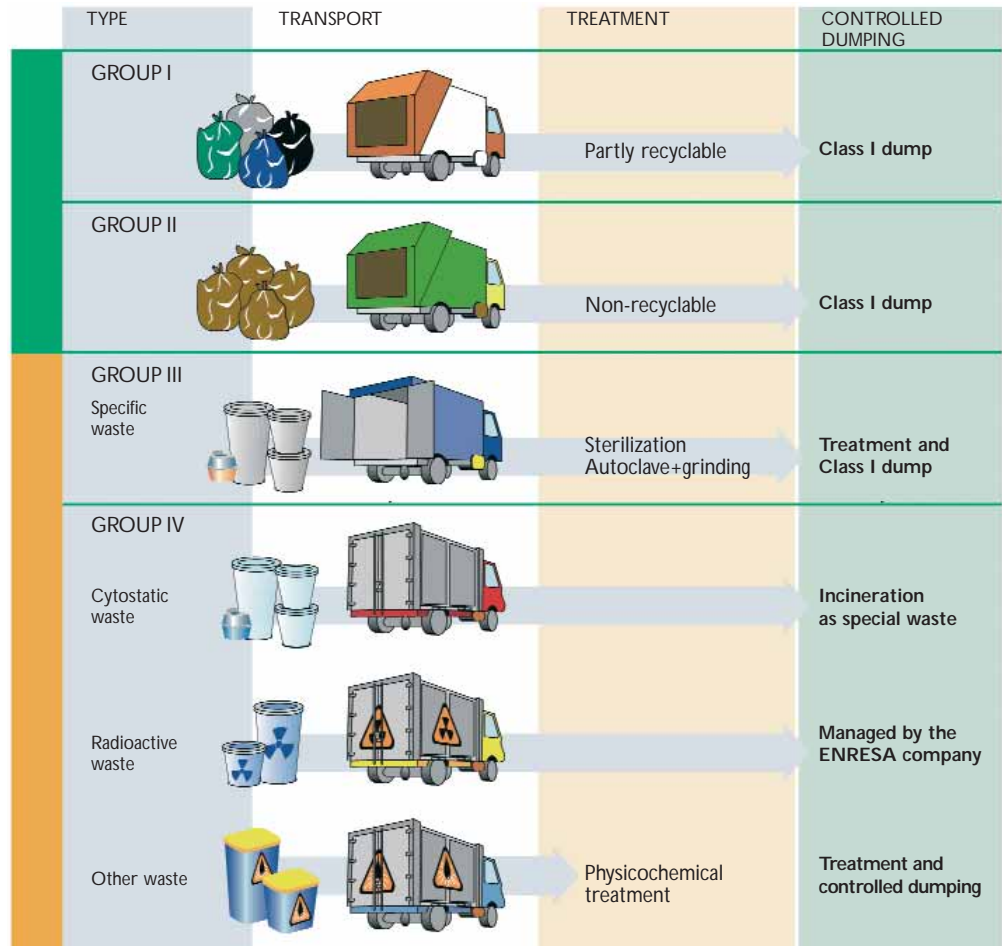 TYPE
TRANSPORT
TREATMENT
CONTROLLED
DUMPING
GROUP I
Partly recyclable
Class I dump
GROUP II
Non-recyclable
Class I dump
GROUP III
Specific
waste
Sterilization
Autoclave+grinding
Treatment and
Class I dump
GROUP IV
Cytostatic
waste
Incineration
as special waste
Radioactive
waste
Managed by the
ENRESA company
Other waste
Physicochemical
treatment
Treatment and
controlled dumping